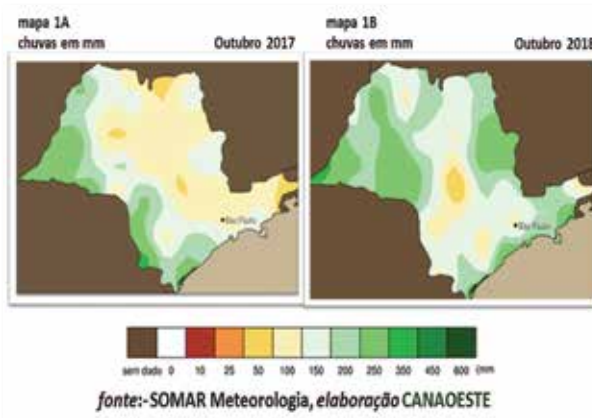 mapa 1A
chuvas em mm Outubro 2017
mapa 1B
chuvas em mm Outubro 2018
São Paulo
São Paulo
sem dado 0 10 25 50 100 150 200 250 350 450 600 (mm
fonte:- SOMAR Meteorologia, elaboração CANAOESTE